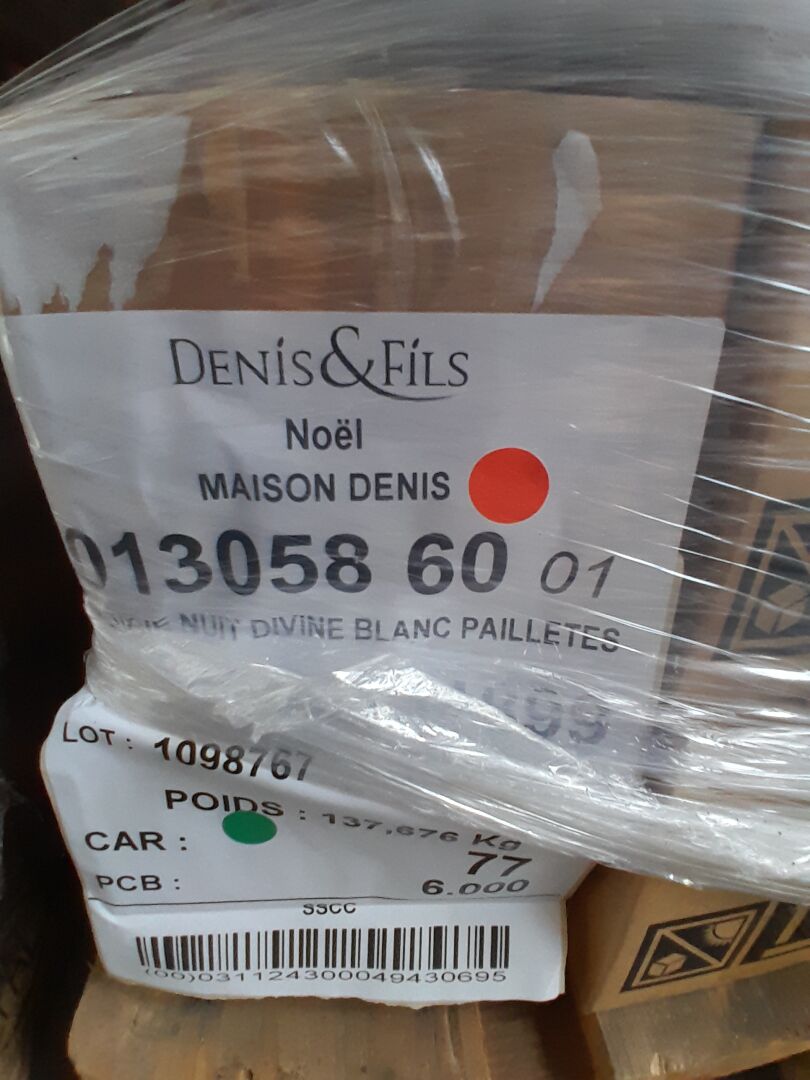 DENiS&FiLS
Noël
MAISON DENIS
013058 60 01
NUIT DIVINE BLANC PAILLETES
LOT : 1098767
POIDS : 137,676 Kg
CAR : 77
PCB : 6.000
SSCC
(00)031124300049430695